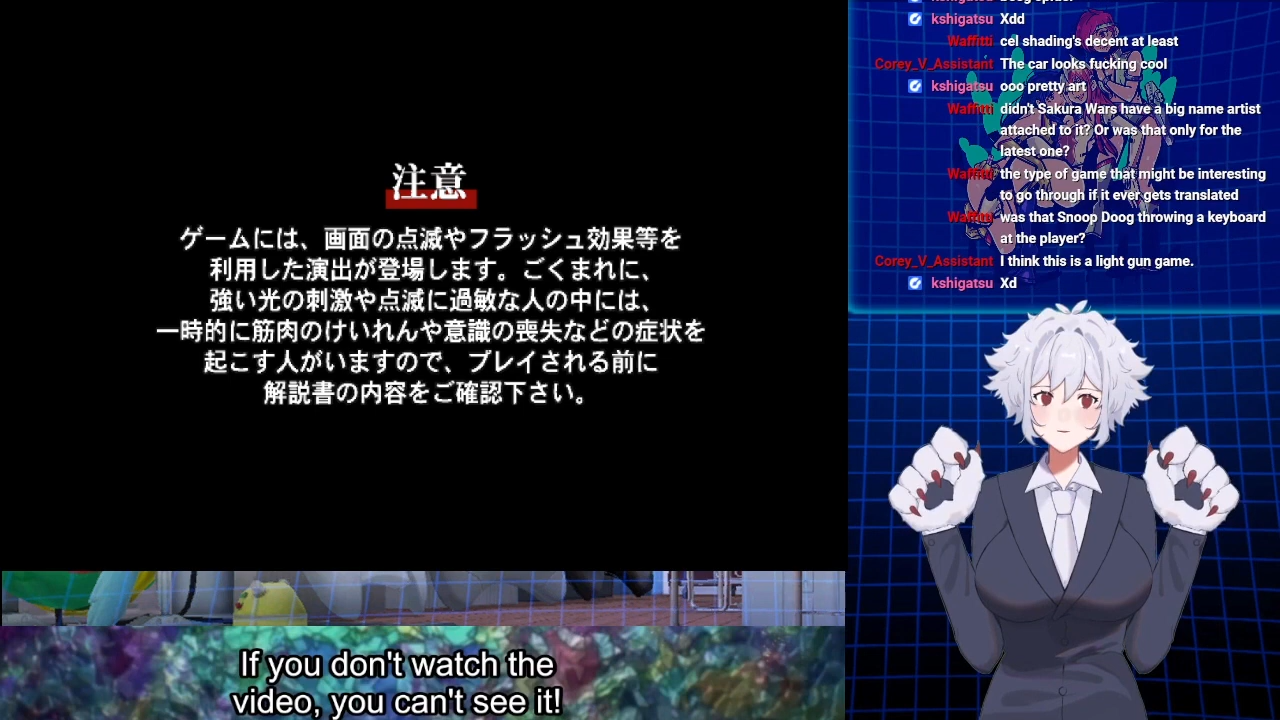 注意
ゲームには、画面の点滅やフラッシュ効果等を
利用した演出が登場します。ごくまれに、
強い光の刺激や点滅に過敏な人の中には、
一時的に筋肉のけいれんや意識の喪失などの症状を
起こす人がいますので、プレイされる前に
解説書の内容をご確認下さい。
If you don't watch the
video, you can't see it!
kshigatsu Xdd
Waffitti cel shading's decent at least
Corey_V_Assistant The car looks fucking cool
kshigatsu ooo pretty art
Waffitti didn't Sakura Wars have a big name artist
attached to it? Or was that only for the
latest one?
Waffitti the type of game that might be interesting
to go through if it ever gets translated
Waffitti was that Snoop Doog throwing a keyboard
at the player?
Corey_V_Assistant I think this is a light gun game.
kshigatsu Xd